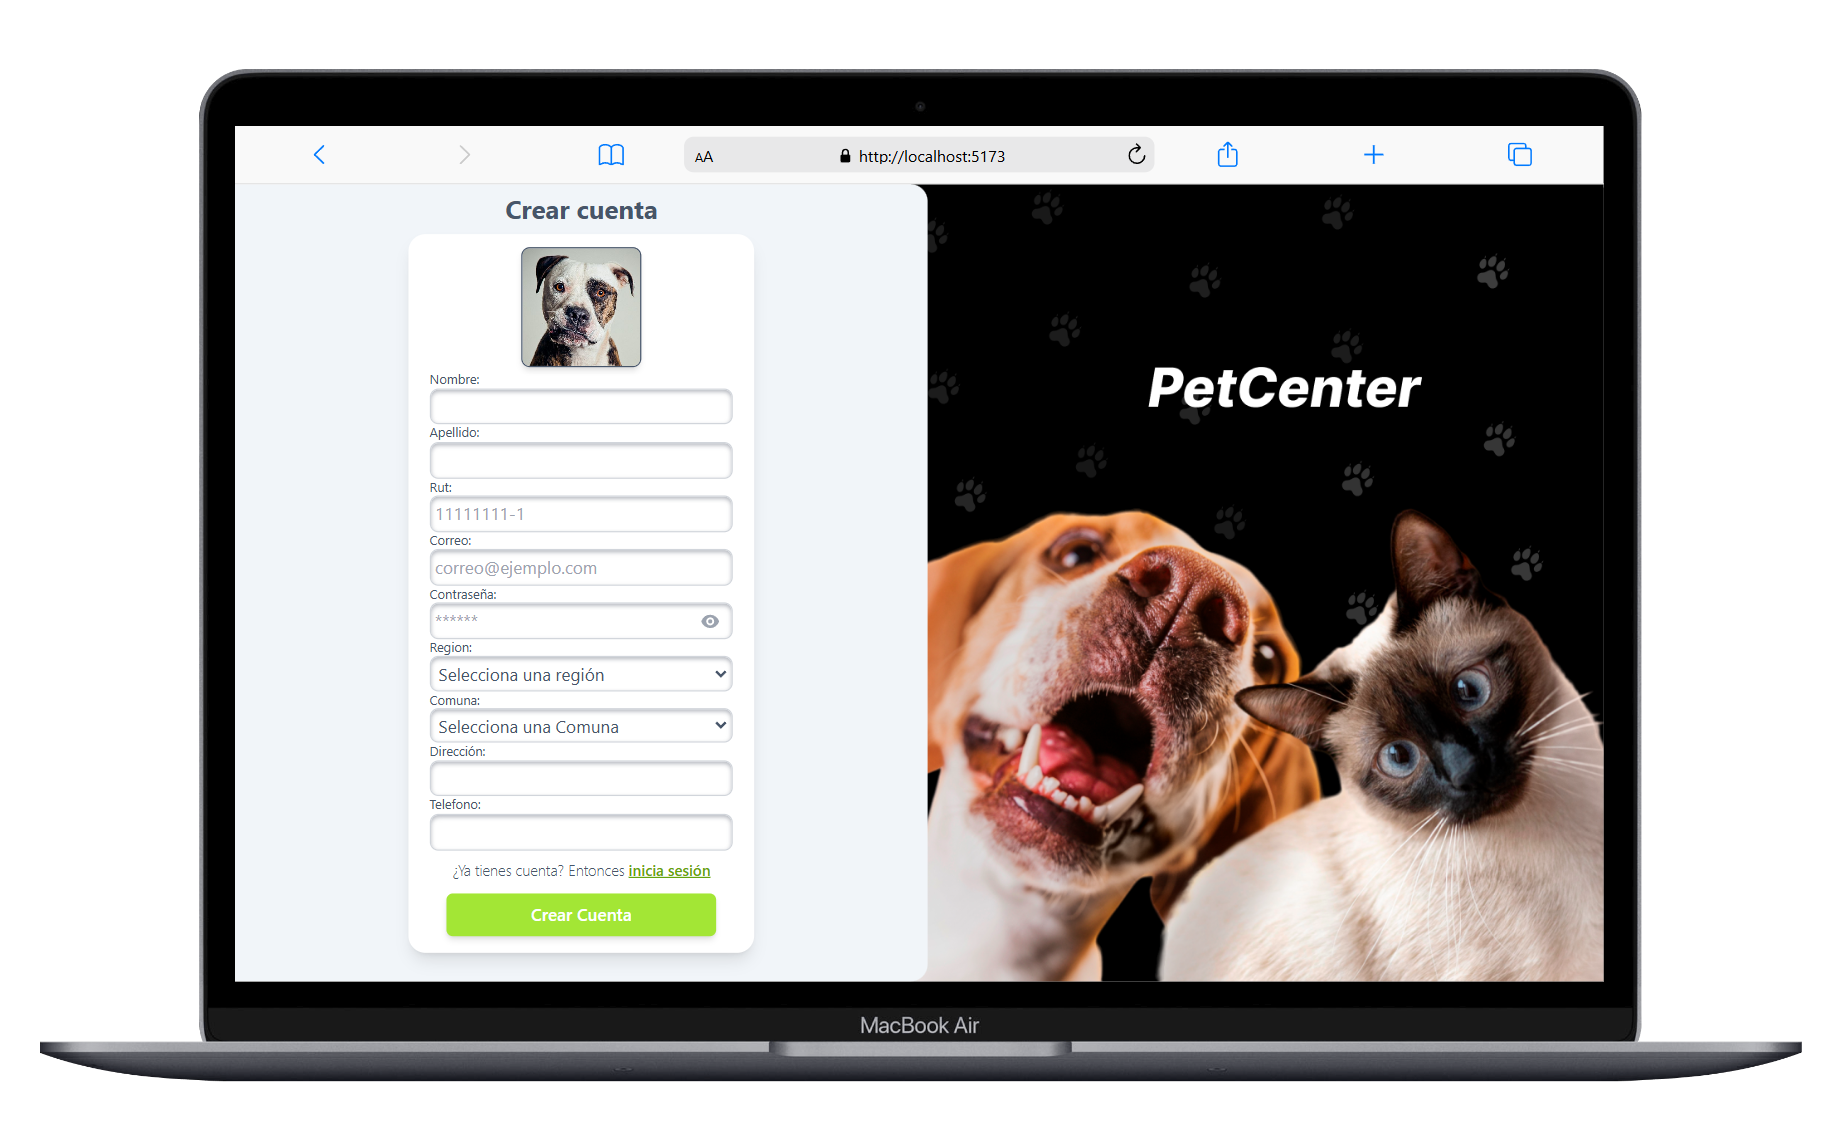 AA
http://localhost:5173
Crear cuenta
Nombre:
Apellido:
Rut:
11111111-1
Correo:
correo@ejemplo.com
Contraseña:
******
Region:
Selecciona una región
Comuna:
Selecciona una Comuna
Dirección:
Telefono:
¿Ya tienes cuenta? Entonces inicia sesión
Crear Cuenta
PetCenter
MacBook Air